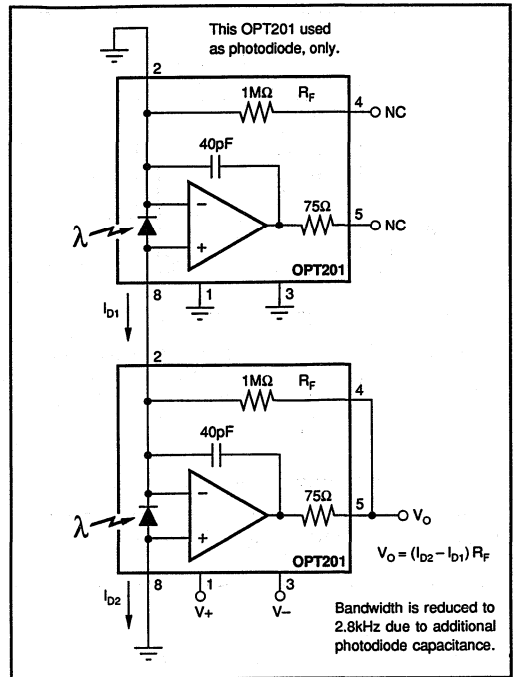 This OPT201 used
as photodiode, only.
2
1MΩ R_F
4
NC
40pF
75Ω
5
NC
λ
OPT201
8
1
3
I_D1
2
1MΩ R_F
4
40pF
75Ω
5
V_O
λ
OPT201
V_O = (I_D2 – I_D1) R_F
8
1
3
I_D2
V+
V–
Bandwidth is reduced to
2.8kHz due to additional
photodiode capacitance.